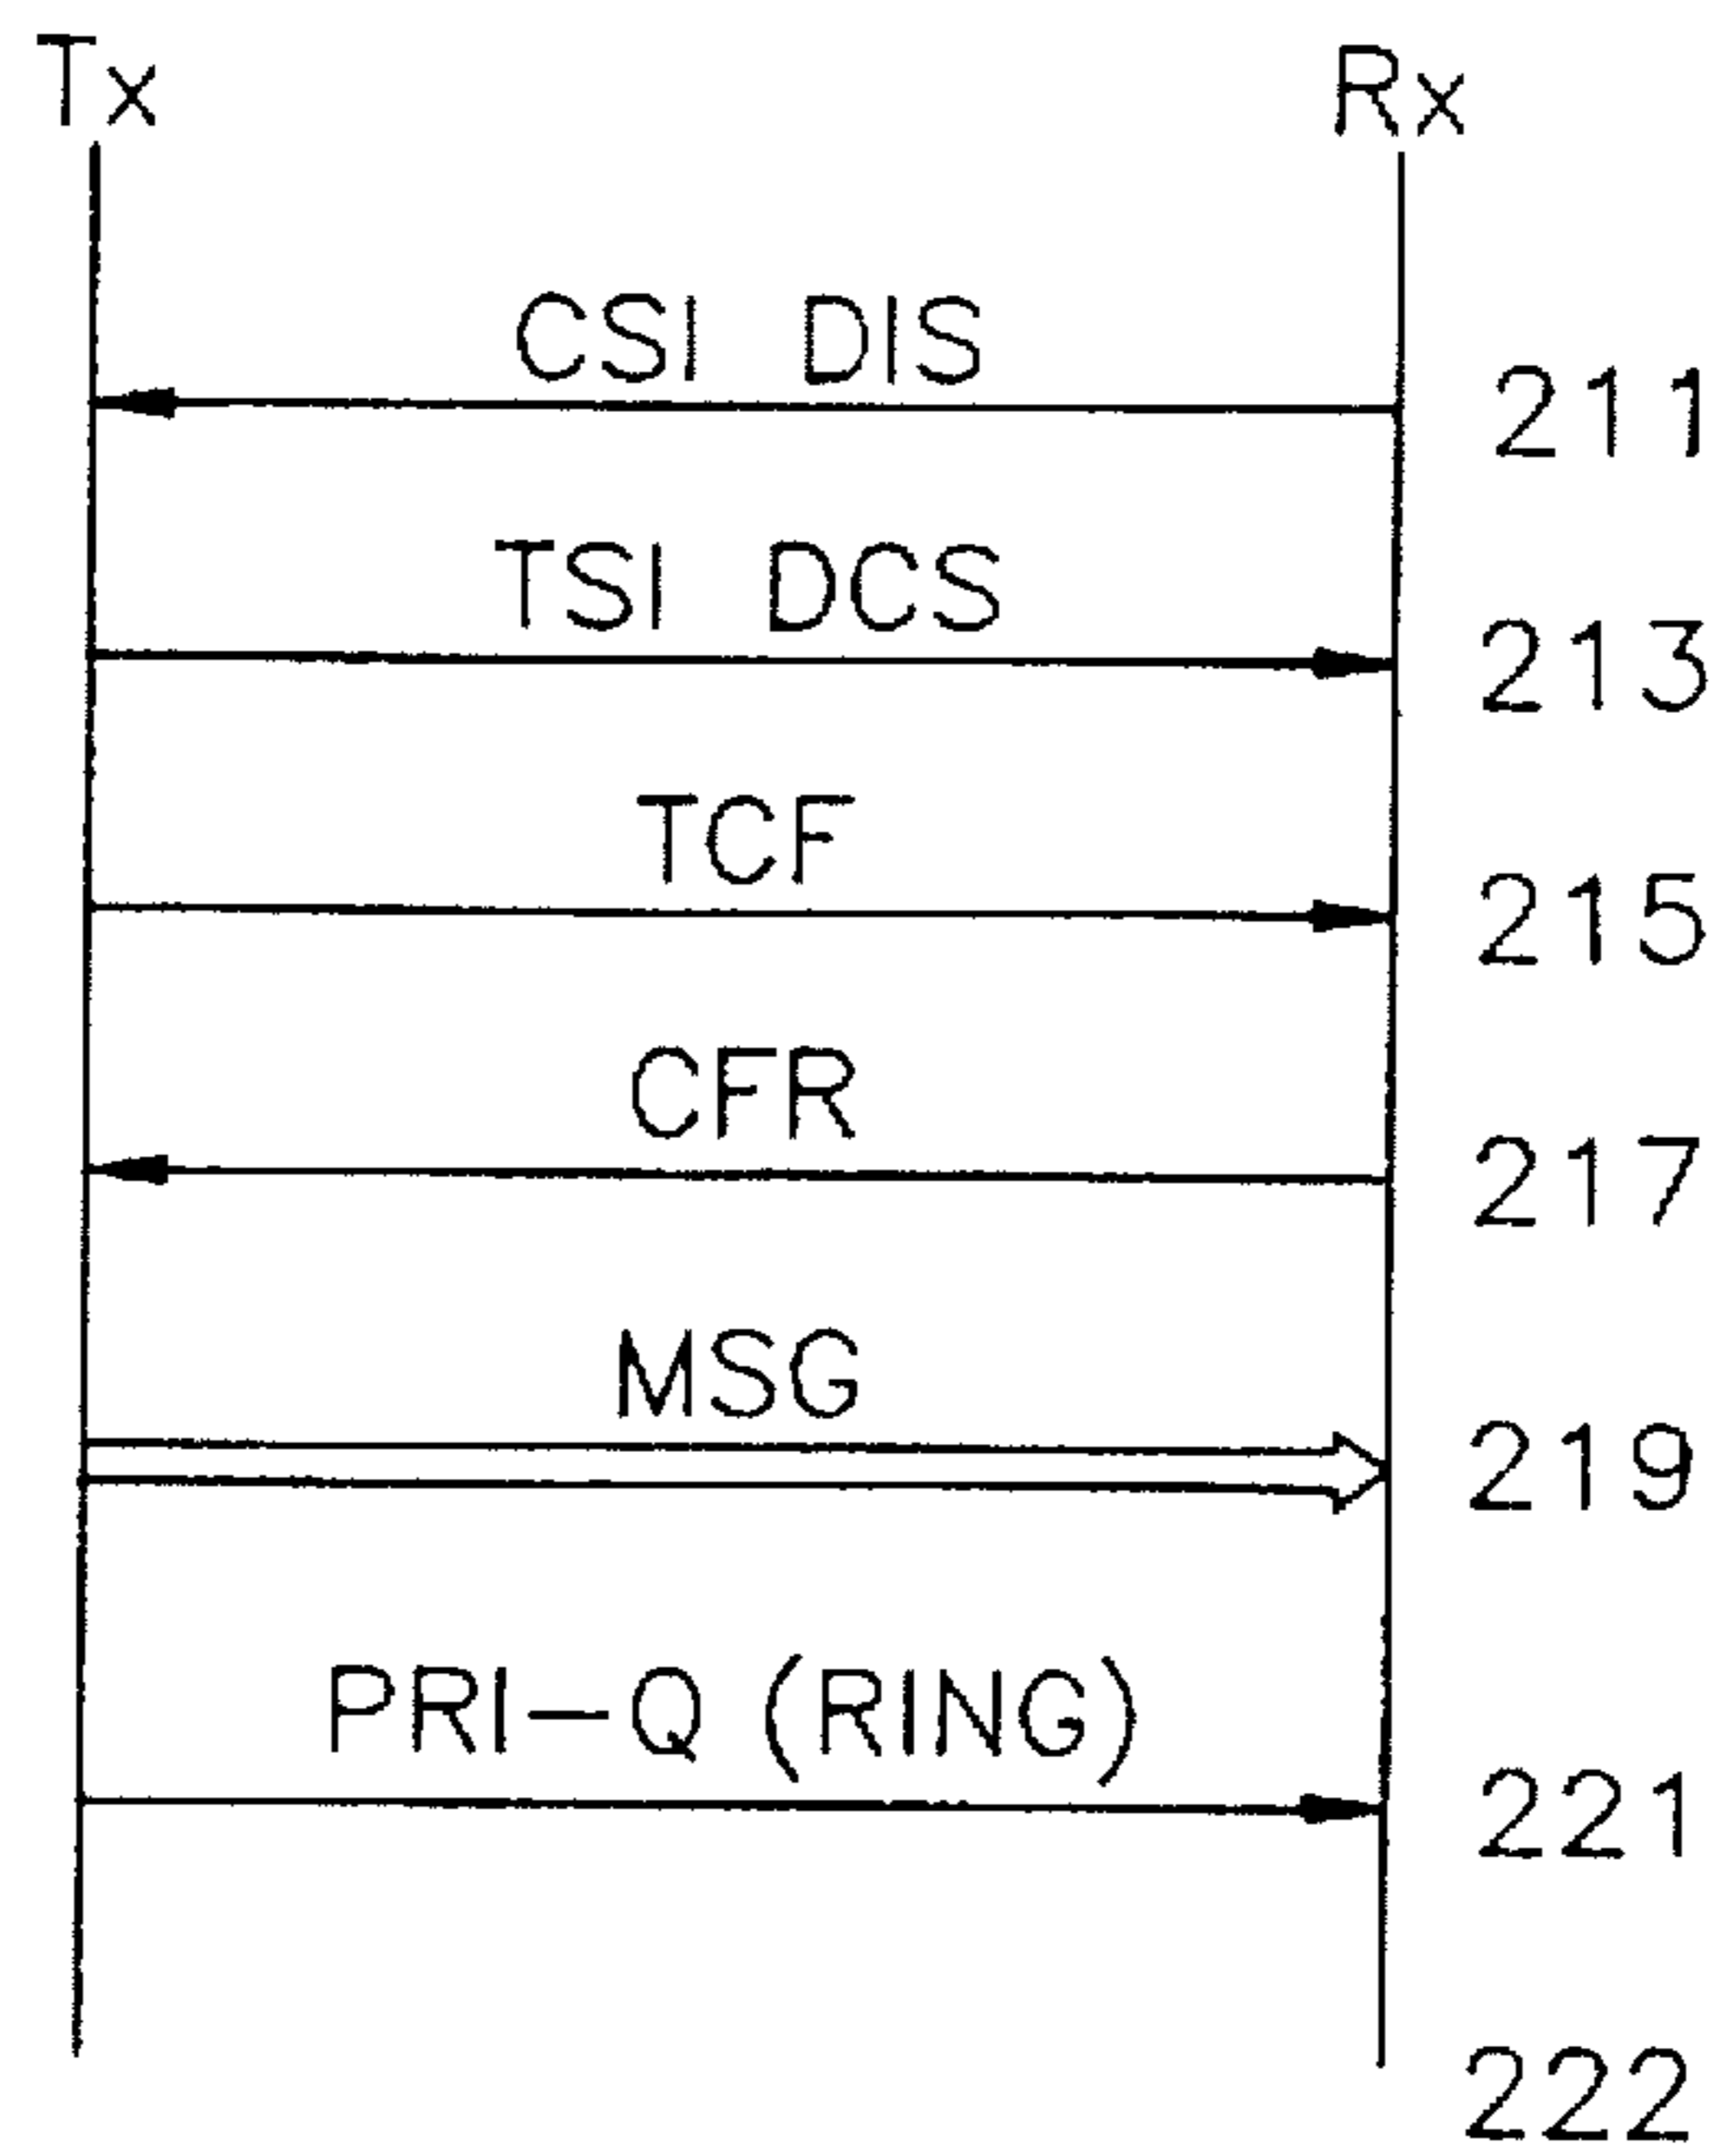 Tx Rx
CSI DIS
211
TSI DCS
213
TCF
215
CFR
217
MSG
219
PRI-Q (RING)
221
222